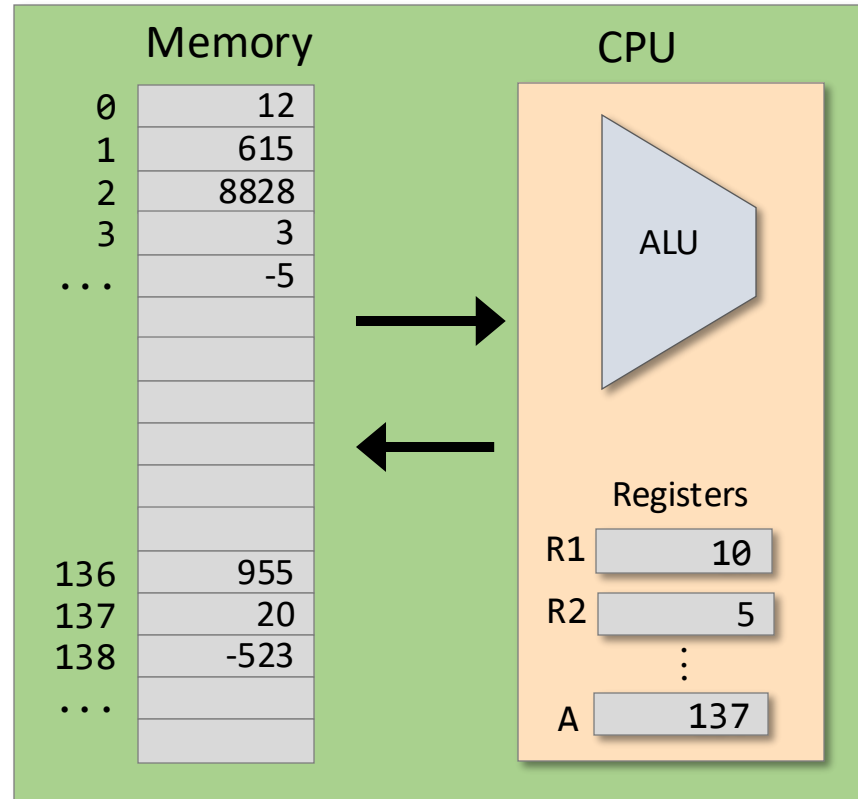 Memory
0 12
1 615
2 8828
3 3
... -5
136 955
137 20
138 -523
...
CPU
ALU
Registers
R1 10
R2 5
⋮
A 137